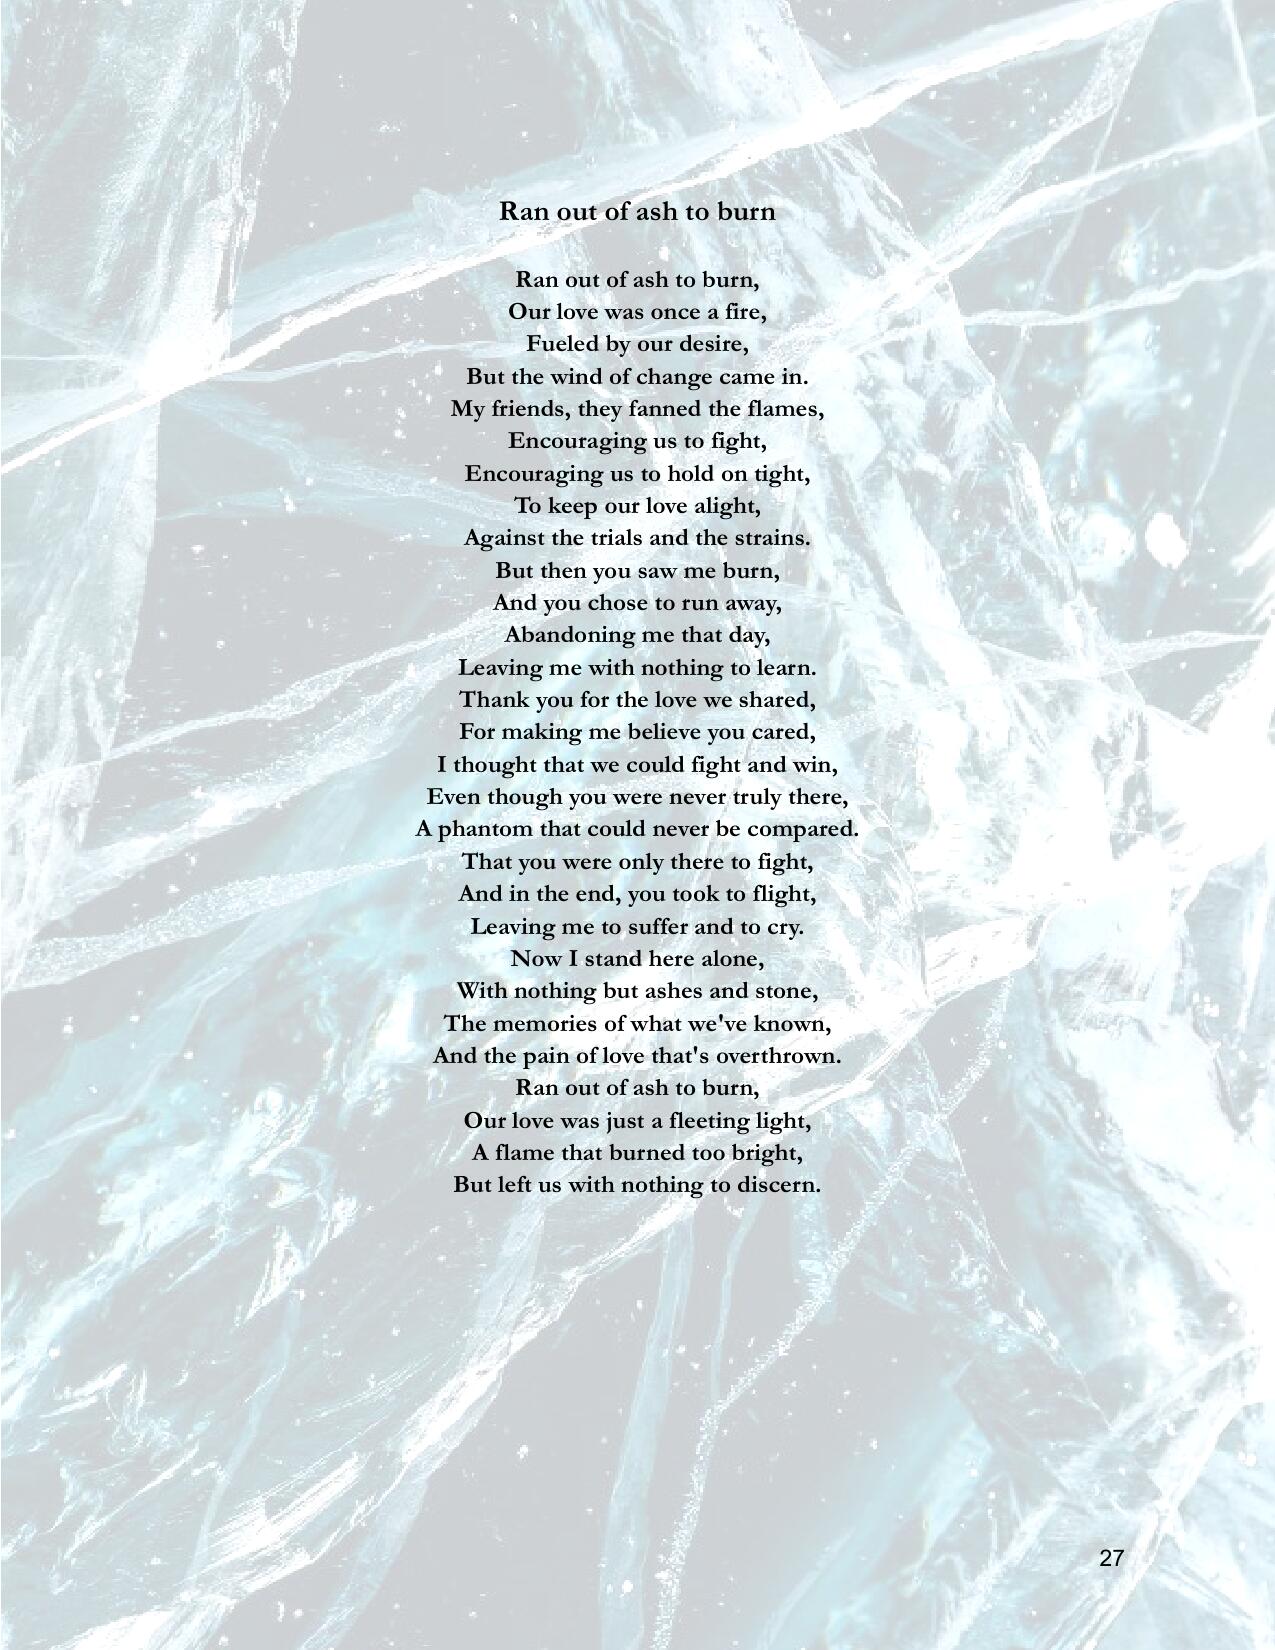 Ran out of ash to burn
Ran out of ash to burn,
Our love was once a fire,
Fueled by our desire,
But the wind of change came in.
My friends, they fanned the flames,
Encouraging us to fight,
Encouraging us to hold on tight,
To keep our love alight,
Against the trials and the strains.
But then you saw me burn,
And you chose to run away,
Abandoning me that day,
Leaving me with nothing to learn.
Thank you for the love we shared,
For making me believe you cared,
I thought that we could fight and win,
Even though you were never truly there,
A phantom that could never be compared.
That you were only there to fight,
And in the end, you took to flight,
Leaving me to suffer and to cry.
Now I stand here alone,
With nothing but ashes and stone,
The memories of what we've known,
And the pain of love that's overthrown.
Ran out of ash to burn,
Our love was just a fleeting light,
A flame that burned too bright,
But left us with nothing to discern.
27